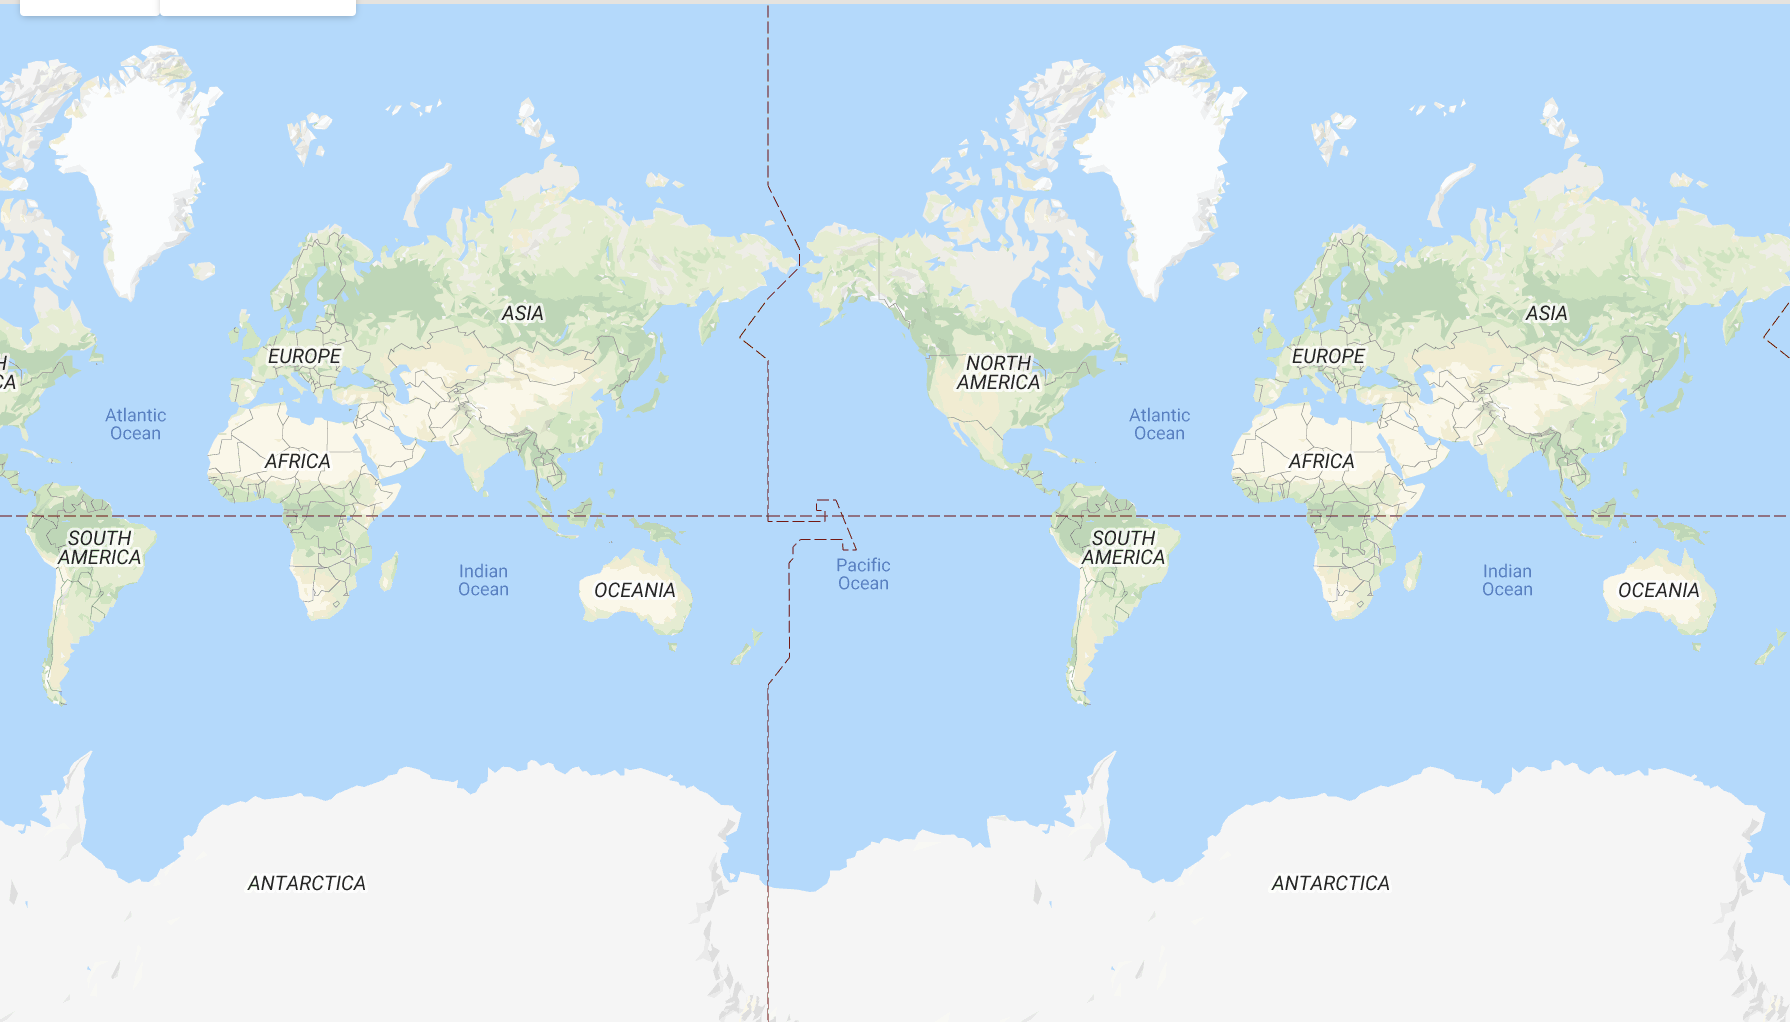 ASIA
ASIA
EUROPE
NORTH
AMERICA
EUROPE
H
CA
Atlantic
Ocean
Atlantic
Ocean
AFRICA
AFRICA
SOUTH
AMERICA
SOUTH
AMERICA
Indian
Ocean
OCEANIA
Pacific
Ocean
Indian
Ocean
OCEANIA
ANTARCTICA
ANTARCTICA